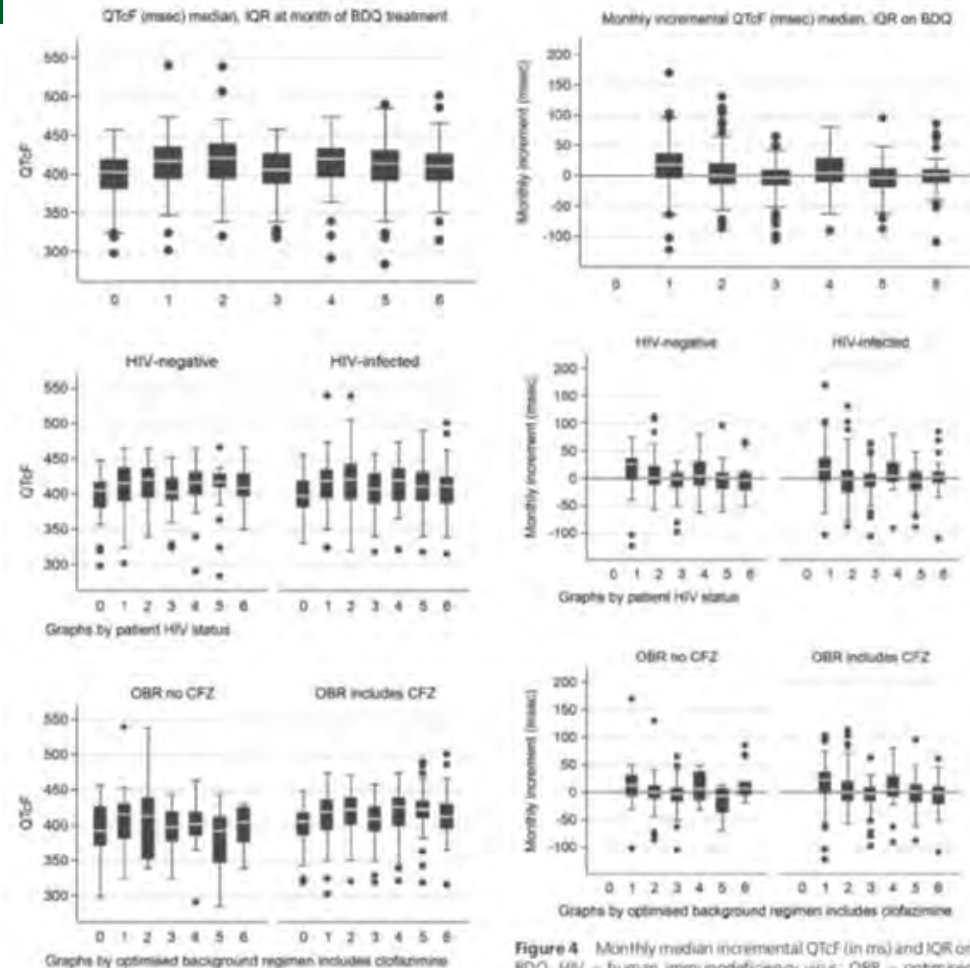 QTcF (msec) median, IQR at month of BDQ treatment
550
500
450
400
350
300
QTcF
0 1 2 3 4 5 6
HIV-negative HIV-infected
550
500
450
400
350
300
QTcF
0 1 2 3 4 5 6 0 1 2 3 4 5 6
Graphs by patient HIV status
OBR no CFZ OBR includes CFZ
550
500
450
400
350
300
QTcF
0 1 2 3 4 5 6 0 1 2 3 4 5 6
Graphs by optimised background regimen includes clofazimine
Monthly incremental QTcF (msec) median, IQR on BDQ
200
150
100
50
0
-50
-100
Monthly increment (msec)
0 1 2 3 4 5 6
HIV-negative HIV-infected
200
150
100
50
0
-50
-100
Monthly increment (msec)
0 1 2 3 4 5 6 0 1 2 3 4 5 6
Graphs by patient HIV status
OBR no CFZ OBR includes CFZ
200
150
100
50
0
-50
-100
Monthly increment (msec)
0 1 2 3 4 5 6 0 1 2 3 4 5 6
Graphs by optimised background regimen includes clofazimine
Figure 4 Monthly median incremental QTcF (in ms) and IQR on